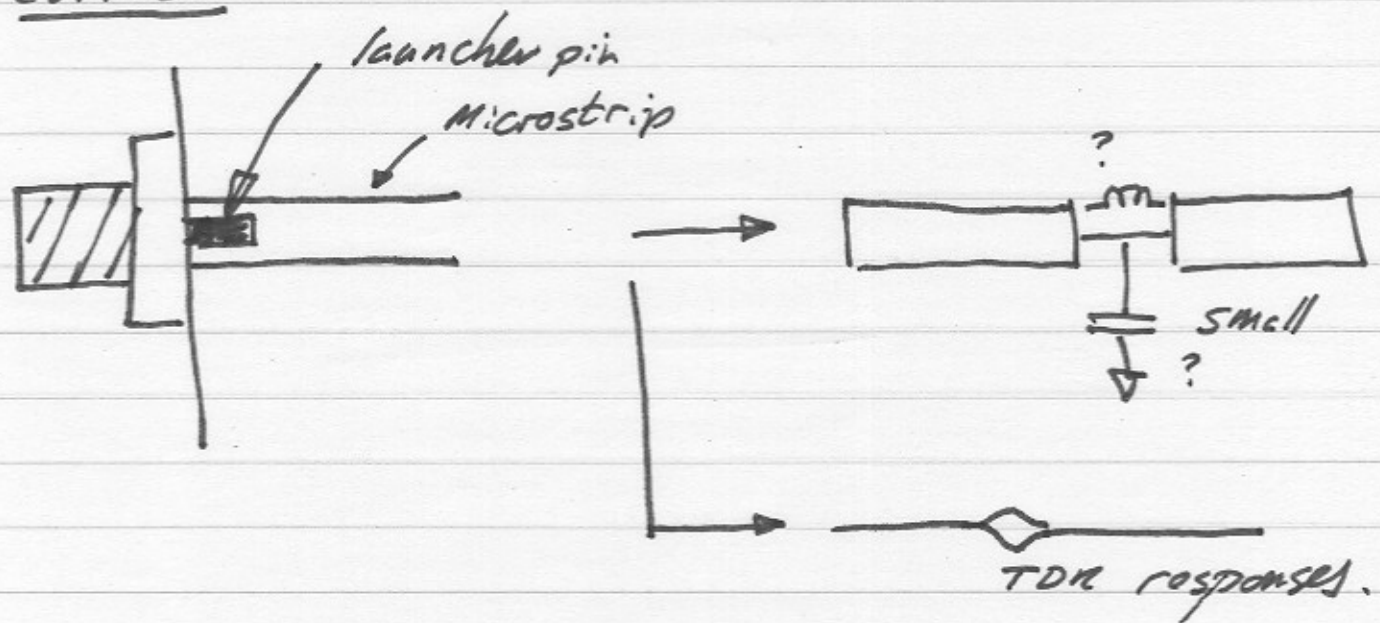 launcher pin
Microstrip
?
small
?
TDR responses.